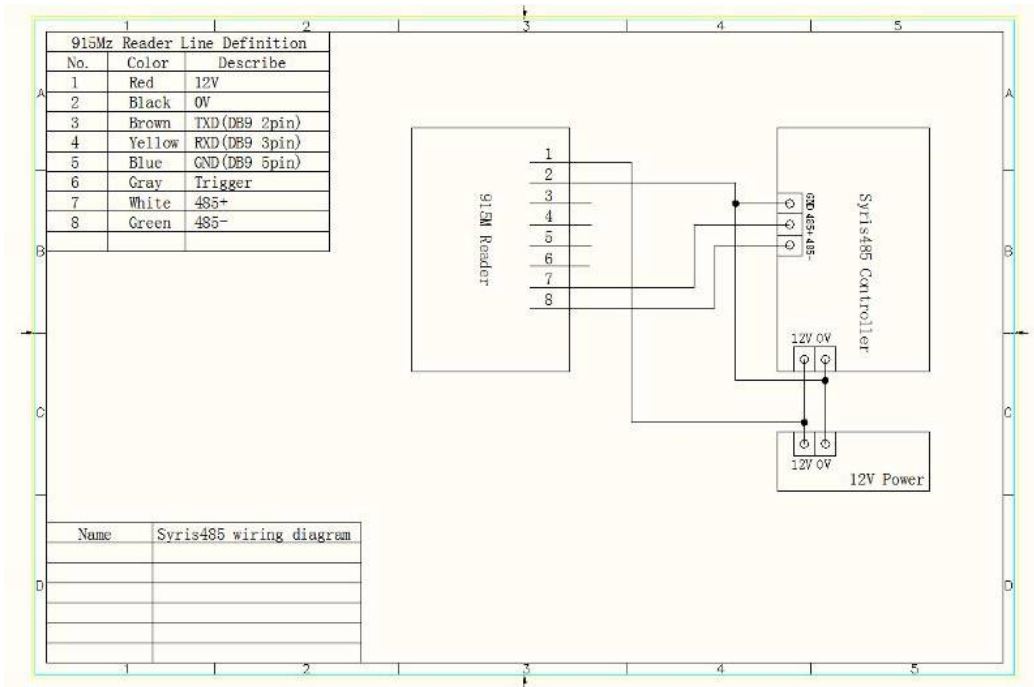 1 2 3 4 5
915Mz Reader Line Definition
No. Color Describe
1 Red 12V
2 Black 0V
3 Brown TXD(DB9 2pin)
4 Yellow RXD(DB9 3pin)
5 Blue GND(DB9 5pin)
6 Gray Trigger
7 White 485+
8 Green 485-
A
B
C
D
915M Reader
1
2
3
4
5
6
7
8
GND 485+ 485-
Syris485 Controller
12V 0V
12V 0V
12V Power
A
B
C
D
Name Syris485 wiring diagram
1 2 3 4 5